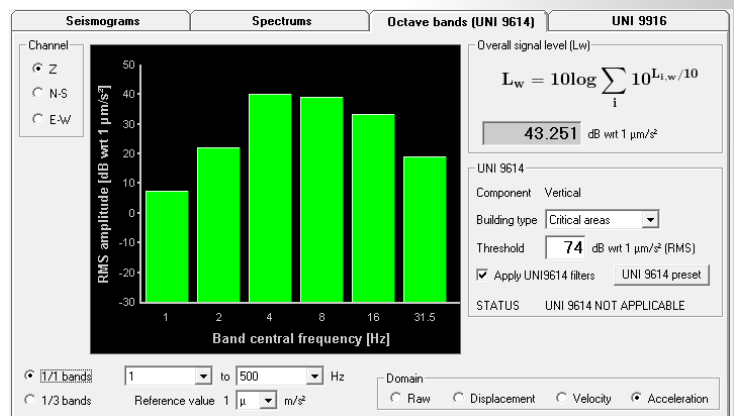 Seismograms
Spectrums
Octave bands (UNI 9614)
UNI 9916
Channel
Z
N-S
E-W
RMS amplitude [dB wrt 1 µm/s²]
50
40
30
20
10
0
-10
-20
-30
1 2 4 8 16 31.5
Band central frequency [Hz]
Overall signal level (Lw)
L_w = 10log ∑_i 10^{L_{i,w}/10}
43.251 dB wrt 1 µm/s²
UNI 9614
Component Vertical
Building type Critical areas
Threshold 74 dB wrt 1 µm/s² (RMS)
Apply UNI9614 filters UNI 9614 preset
STATUS UNI 9614 NOT APPLICABLE
1/1 bands 1 to 500 Hz
1/3 bands Reference value 1 µ m/s²
Domain
Raw Displacement Velocity Acceleration